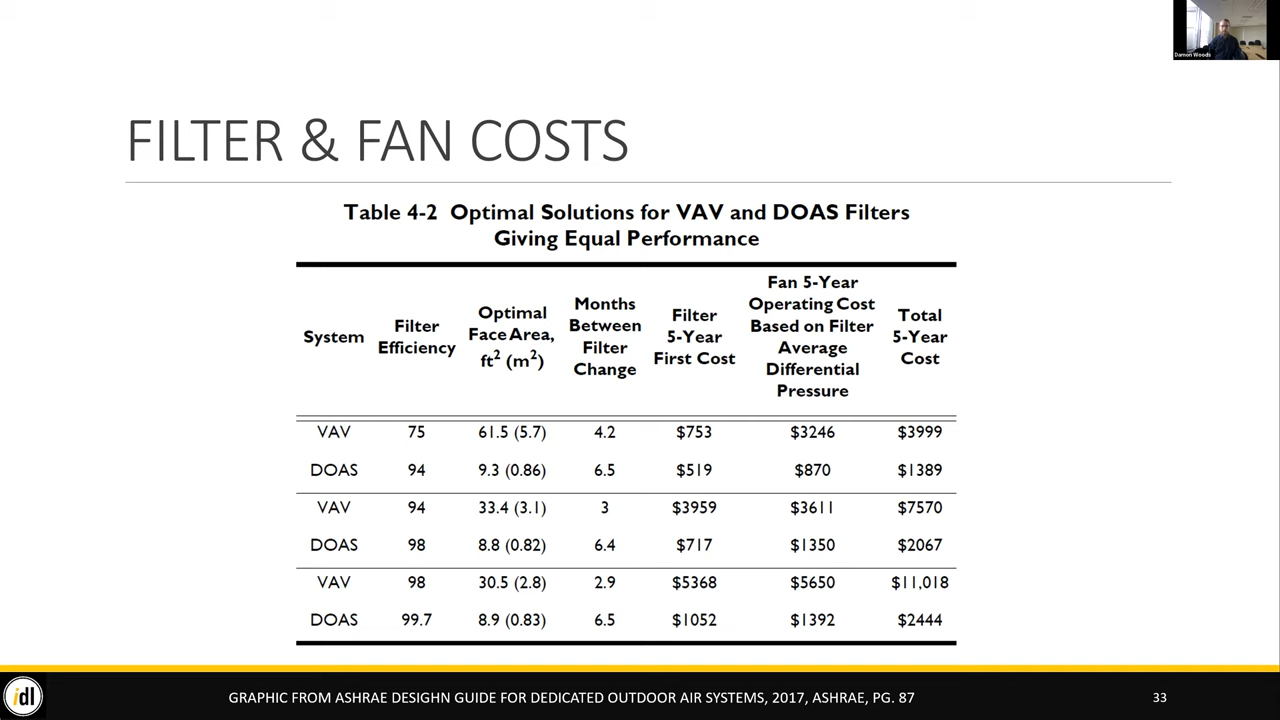 Damon Woods
FILTER & FAN COSTS
Table 4-2 Optimal Solutions for VAV and DOAS Filters
Giving Equal Performance
System
Filter
Efficiency
Optimal
Face Area,
ft² (m²)
Months
Between
Filter
Change
Filter
5-Year
First Cost
Fan 5-Year
Operating Cost
Based on Filter
Average
Differential
Pressure
Total
5-Year
Cost
VAV 75 61.5 (5.7) 4.2 $753 $3246 $3999
DOAS 94 9.3 (0.86) 6.5 $519 $870 $1389
VAV 94 33.4 (3.1) 3 $3959 $3611 $7570
DOAS 98 8.8 (0.82) 6.4 $717 $1350 $2067
VAV 98 30.5 (2.8) 2.9 $5368 $5650 $11,018
DOAS 99.7 8.9 (0.83) 6.5 $1052 $1392 $2444
idl
GRAPHIC FROM ASHRAE DESIGHN GUIDE FOR DEDICATED OUTDOOR AIR SYSTEMS, 2017, ASHRAE, PG. 87
33